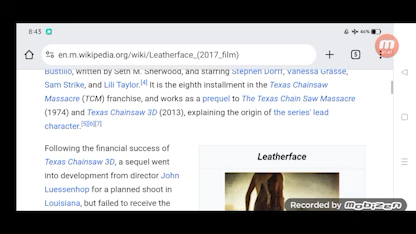 8:43
46%
en.m.wikipedia.org/wiki/Leatherface_(2017_film)
5
Bustillo, written by Seth M. Sherwood, and starring Stephen Dorff, Vanessa Grasse,
Sam Strike, and Lili Taylor.[4] It is the eighth installment in the Texas Chainsaw
Massacre (TCM) franchise, and works as a prequel to The Texas Chain Saw Massacre
(1974) and Texas Chainsaw 3D (2013), explaining the origin of the series' lead
character.[5][6][7]
Following the financial success of
Texas Chainsaw 3D, a sequel went
into development from director John
Luessenhop for a planned shoot in
Louisiana, but failed to receive the
Leatherface
Recorded by mobizen